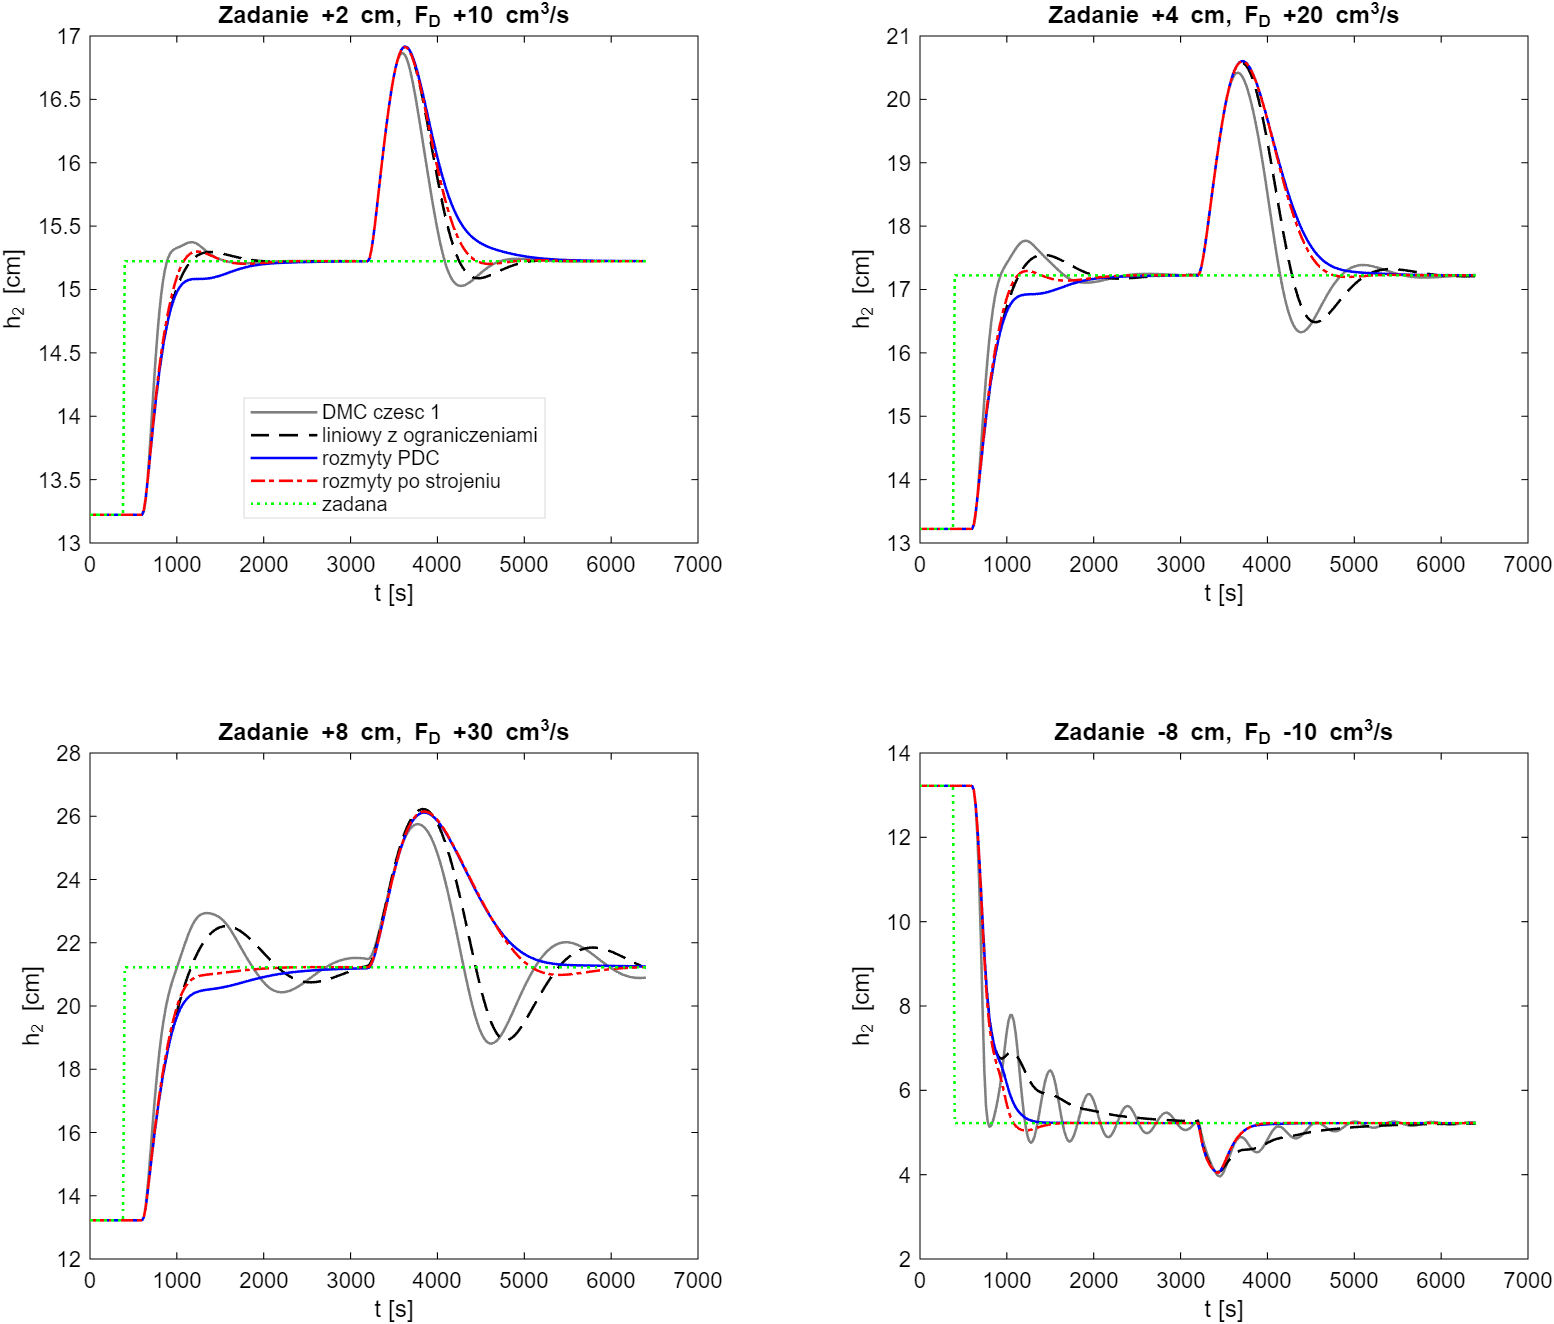 Zadanie +2 cm, F_D +10 cm³/s
17
16.5
16
15.5
15
14.5
14
13.5
13
h₂ [cm]
DMC czesc 1
liniowy z ograniczeniami
rozmyty PDC
rozmyty po strojeniu
zadana
0 1000 2000 3000 4000 5000 6000 7000
t [s]
Zadanie +4 cm, F_D +20 cm³/s
21
20
19
18
17
16
15
14
13
h₂ [cm]
0 1000 2000 3000 4000 5000 6000 7000
t [s]
Zadanie +8 cm, F_D +30 cm³/s
28
26
24
22
20
18
16
14
12
h₂ [cm]
0 1000 2000 3000 4000 5000 6000 7000
t [s]
Zadanie -8 cm, F_D -10 cm³/s
14
12
10
8
6
4
2
h₂ [cm]
0 1000 2000 3000 4000 5000 6000 7000
t [s]